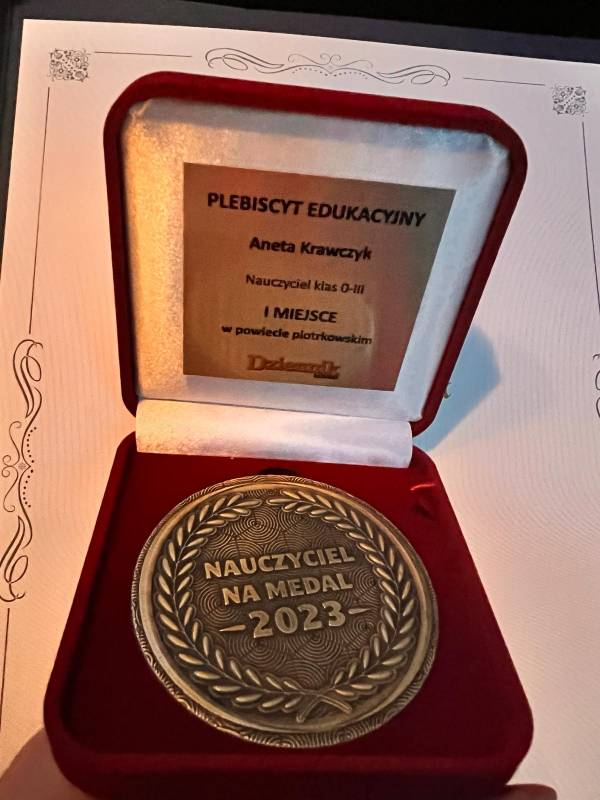 PLEBISCYT EDUKACYJNY
Aneta Krawczyk
Nauczyciel klas 0-III
I MIEJSCE
w powiecie piotrkowskim
Dziennik
NAUCZYCIEL
NA MEDAL
2023